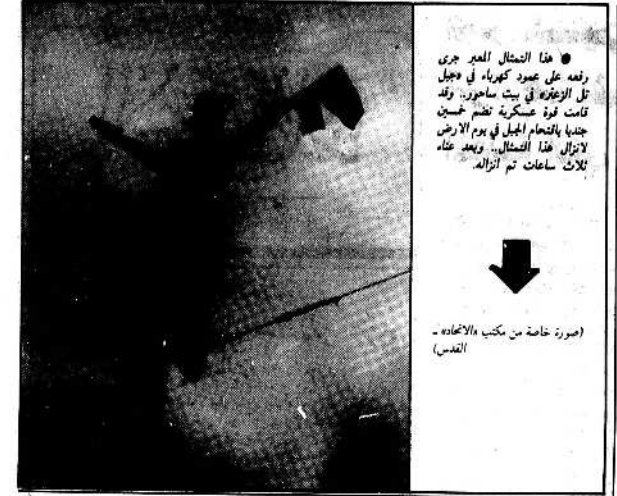 ● هذا التمثال المعبر جرى
رفعه على عمود كهرباء في «جبل
تل الزعتر» في بيت ساحور.. وقد
قامت قوة عسكرية تضم خمسين
جنديا باقتحام الجبل في يوم الارض
لانزال هذا التمثال.. وبعد عناء
ثلاث ساعات تم انزاله.
(صورة خاصة من مكتب «الاتحاد» ـ
القدس)